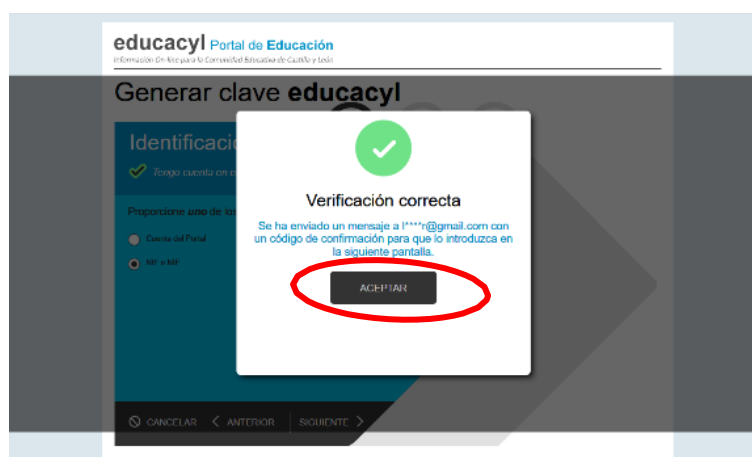 educacyl Portal de Educación
Información On-line para la Comunidad Educativa de Castilla y León
Generar clave educacyl
Identificació
Tengo cuenta en e
Proporcione uno de los
Cuenta del Portal
NIF o NIE
Verificación correcta
Se ha enviado un mensaje a l****r@gmail.com con
un código de confirmación para que lo introduzca en
la siguiente pantalla.
ACEPTAR
CANCELAR
ANTERIOR
SIGUIENTE